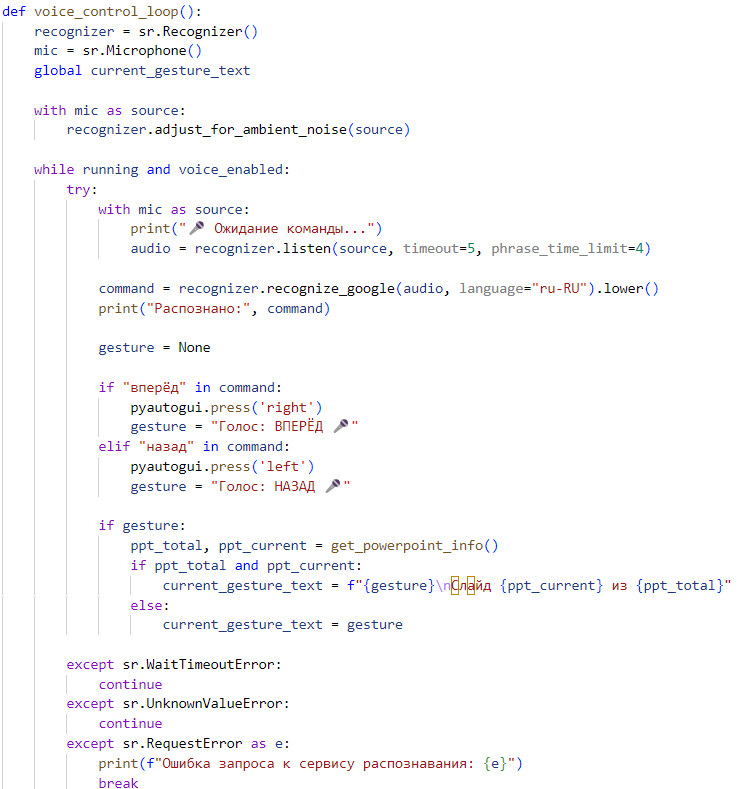 def voice_control_loop():
    recognizer = sr.Recognizer()
    mic = sr.Microphone()
    global current_gesture_text

    with mic as source:
        recognizer.adjust_for_ambient_noise(source)

    while running and voice_enabled:
        try:
            with mic as source:
                print("🎤 Ожидание команды...")
                audio = recognizer.listen(source, timeout=5, phrase_time_limit=4)

            command = recognizer.recognize_google(audio, language="ru-RU").lower()
            print("Распознано:", command)

            gesture = None

            if "вперёд" in command:
                pyautogui.press('right')
                gesture = "Голос: ВПЕРЁД 🎤"
            elif "назад" in command:
                pyautogui.press('left')
                gesture = "Голос: НАЗАД 🎤"

            if gesture:
                ppt_total, ppt_current = get_powerpoint_info()
                if ppt_total and ppt_current:
                    current_gesture_text = f"{gesture}\nСлайд {ppt_current} из {ppt_total}"
                else:
                    current_gesture_text = gesture

        except sr.WaitTimeoutError:
            continue
        except sr.UnknownValueError:
            continue
        except sr.RequestError as e:
            print(f"Ошибка запроса к сервису распознавания: {e}")
            break